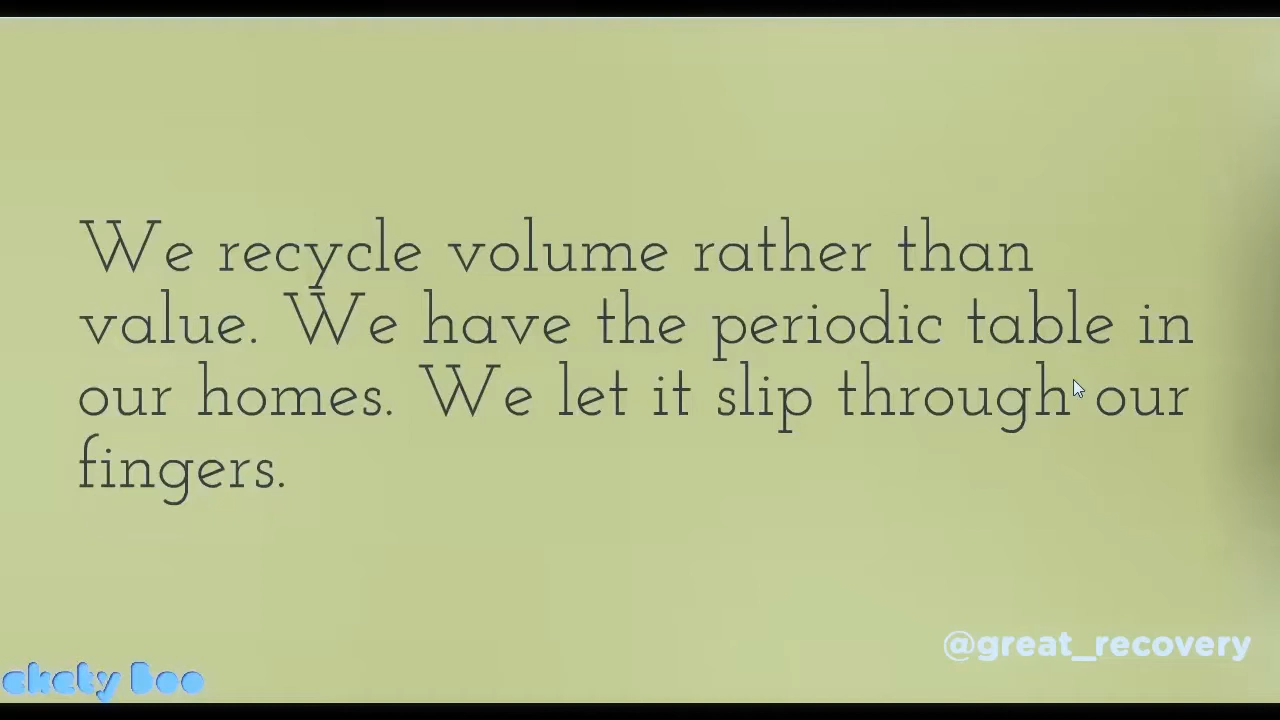 We recycle volume rather than
value. We have the periodic table in
our homes. We let it slip through our
fingers.
@great_recovery
ckety Boo